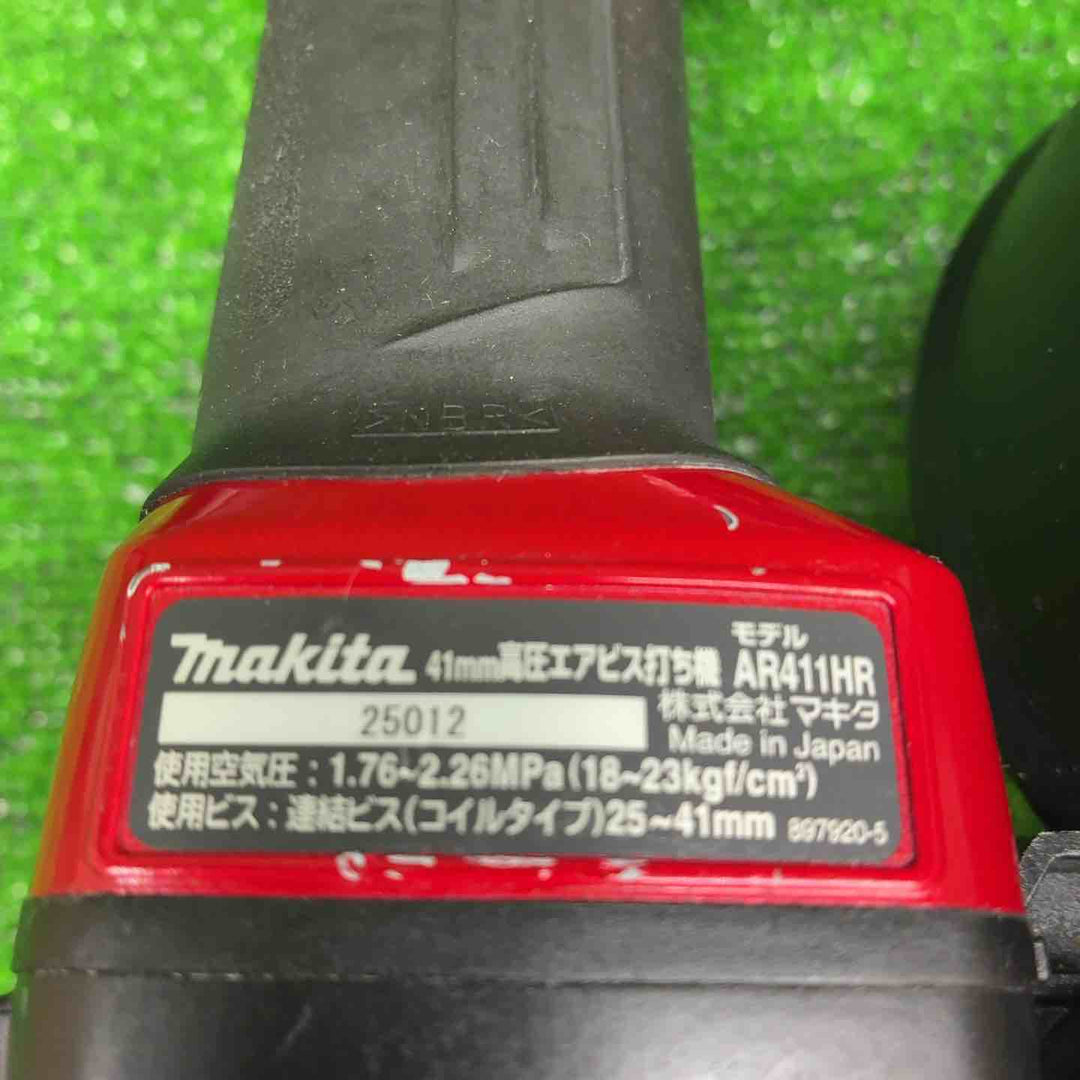 >NBR<
makita 41mm高圧エアビス打ち機 モデル AR411HR
25012 株式会社マキタ
Made in Japan
使用空気圧：1.76~2.26MPa(18~23kgf/cm²)
使用ビス：連結ビス(コイルタイプ)25~41mm 897920-5